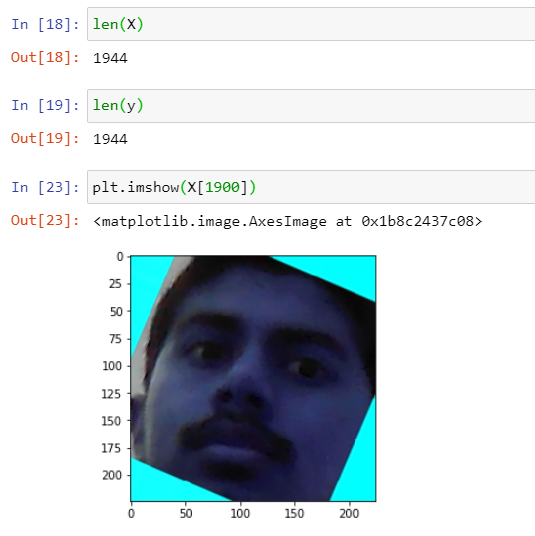 In [18]: len(X)
Out[18]: 1944
In [19]: len(y)
Out[19]: 1944
In [23]: plt.imshow(X[1900])
Out[23]: <matplotlib.image.AxesImage at 0x1b8c2437c08>
0
25
50
75
100
125
150
175
200
0 50 100 150 200